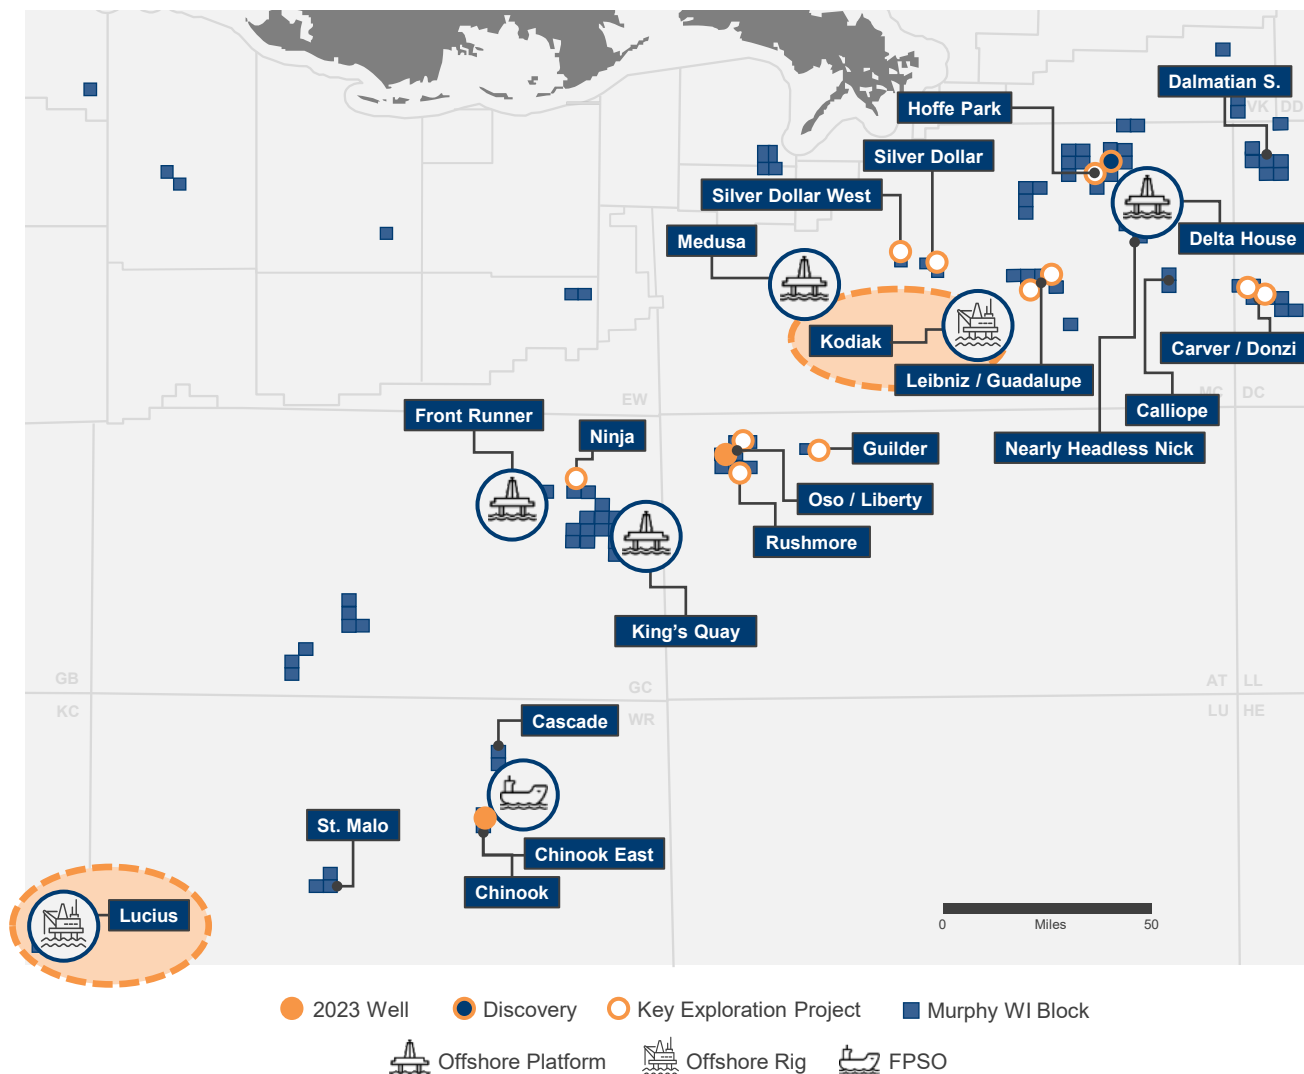 Dalmatian S.
VK
DD
Hoffe Park
Silver Dollar
Silver Dollar West
Medusa
Delta House
Kodiak
Carver / Donzi
Leibniz / Guadalupe
MC
DC
EW
Calliope
Front Runner
Ninja
Nearly Headless Nick
Guilder
Oso / Liberty
Rushmore
King's Quay
GB
GC
AT
LL
KC
WR
LU
HE
Cascade
St. Malo
Chinook East
Chinook
Lucius
0 Miles 50
2023 Well
Discovery
Key Exploration Project
Murphy WI Block
Offshore Platform
Offshore Rig
FPSO